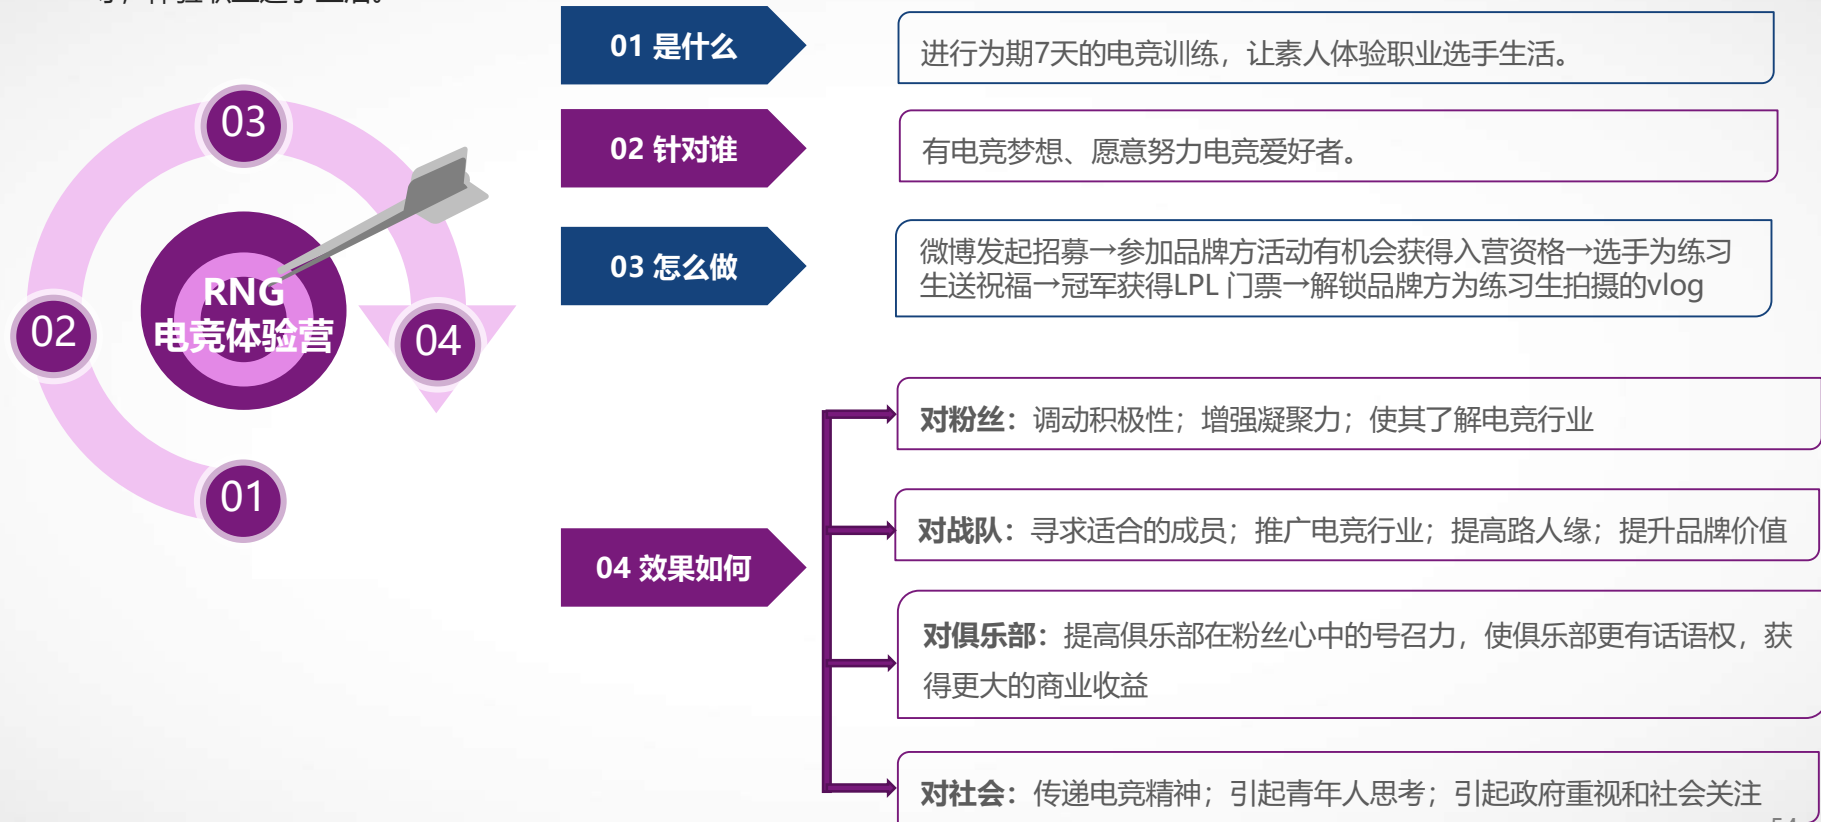 体验职业选手生活。
01 是什么
进行为期7天的电竞训练，让素人体验职业选手生活。
02 针对谁
有电竞梦想、愿意努力电竞爱好者。
03 怎么做
微博发起招募→参加品牌方活动有机会获得入营资格→选手为练习
生送祝福→冠军获得LPL 门票→解锁品牌方为练习生拍摄的vlog
03
RNG
电竞体验营
02
04
01
04 效果如何
对粉丝：调动积极性；增强凝聚力；使其了解电竞行业
对战队：寻求适合的成员；推广电竞行业；提高路人缘；提升品牌价值
对俱乐部：提高俱乐部在粉丝心中的号召力，使俱乐部更有话语权，获
得更大的商业收益
对社会：传递电竞精神；引起青年人思考；引起政府重视和社会关注